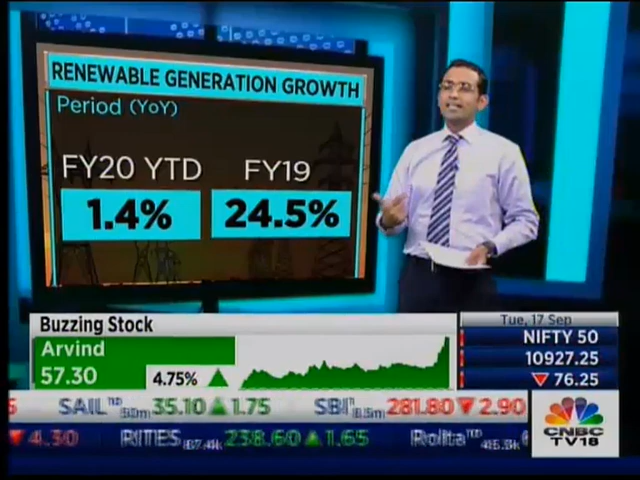 RENEWABLE GENERATION GROWTH
Period (YoY)
FY20 YTD FY19
1.4% 24.5%
Buzzing Stock
Arvind
57.30 4.75%
Tue, 17 Sep
NIFTY 50
10927.25
76.25
5 SAIL 35.10 1.75 SBI 281.80 2.90
4.30 RITES 238.60 1.65 Rolta
CNBC
TV18